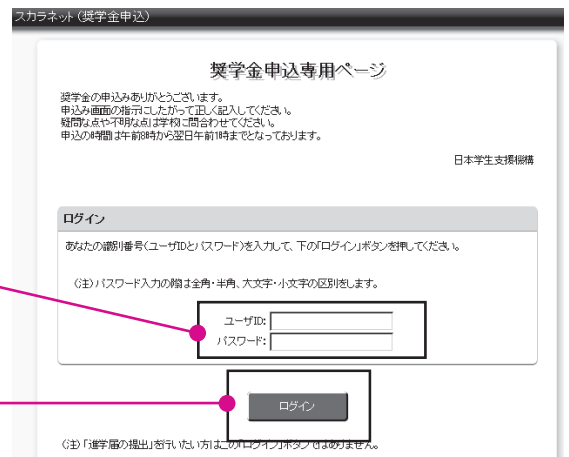 スカラネット(奨学金申込)
奨学金申込専用ページ
奨学金の申込みありがとうございます。
申込み画面の指示にしたがって正しく記入してください。
疑問な点や不明な点は学校に問合わせてください。
申込の時間は午前8時から翌日午前1時までとなっております。
日本学生支援機構
ログイン
あなたの識別番号(ユーザIDとパスワード)を入力して、下の「ログイン」ボタンを押してください。
(注)パスワード入力の際は全角・半角、大文字・小文字の区別をします。
ユーザID:
パスワード:
ログイン
(注)「進学届の提出」を行いたい方はこの「ログイン」ボタンではありません。